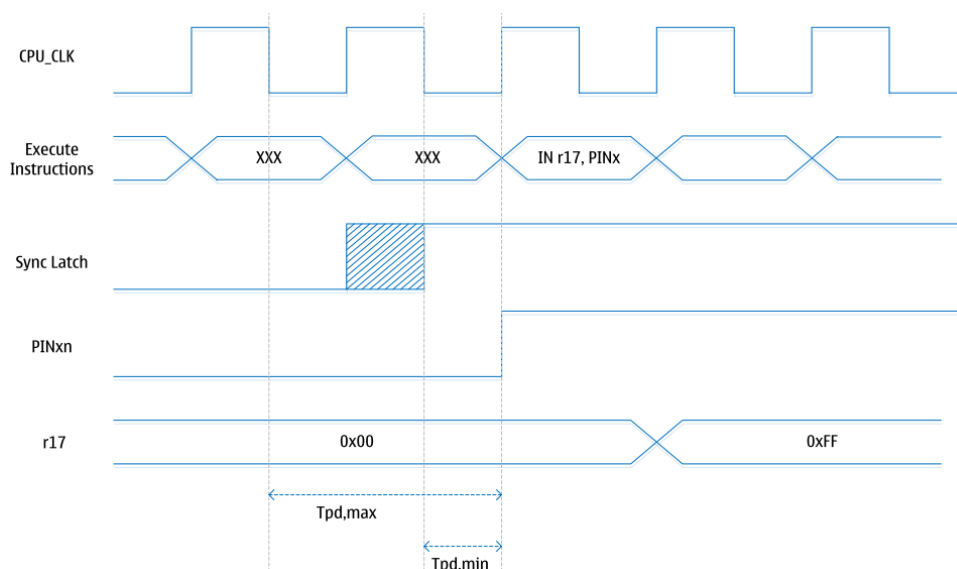 CPU_CLK
Execute
Instructions
XXX
XXX
IN r17, PINx
Sync Latch
PINxn
r17
0x00
0xFF
Tpd,max
Tpd,min